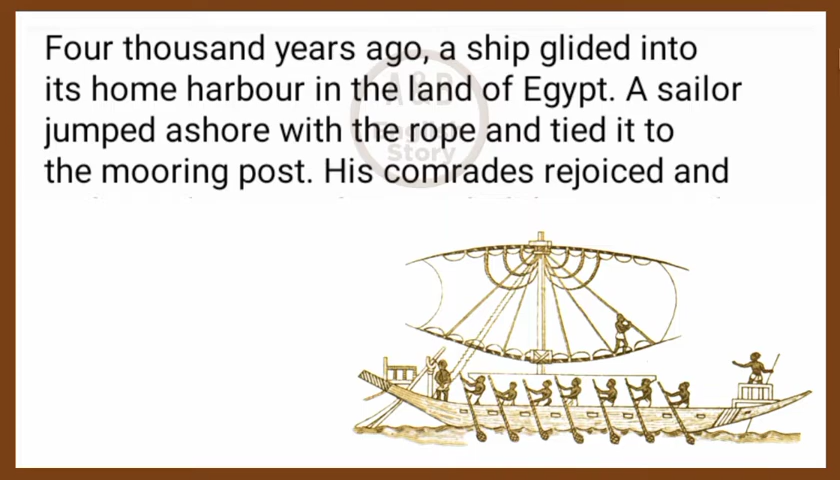 Four thousand years ago, a ship glided into
its home harbour in the land of Egypt. A sailor
jumped ashore with the rope and tied it to
the mooring post. His comrades rejoiced and
A & D
Story